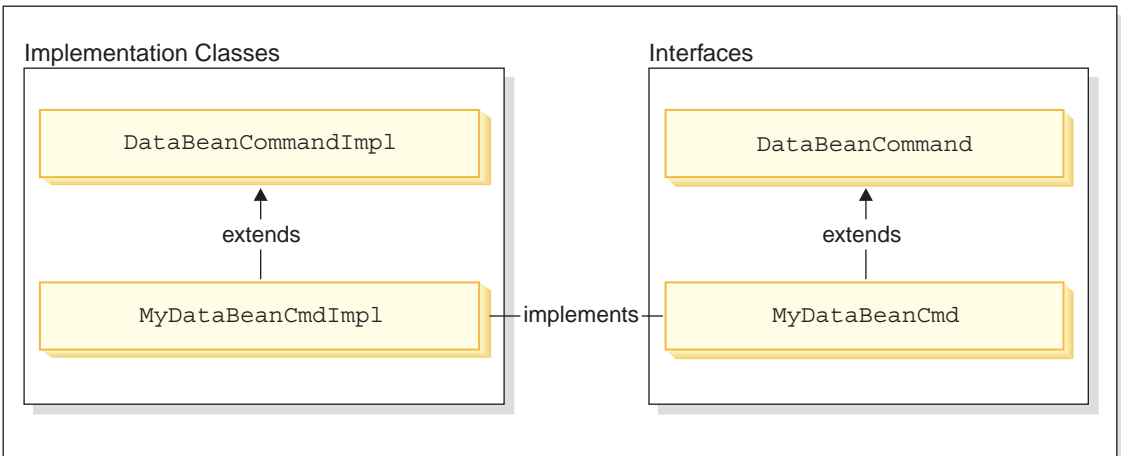 Implementation Classes
Interfaces
DataBeanCommandImpl
DataBeanCommand
extends
extends
MyDataBeanCmdImpl
implements
MyDataBeanCmd